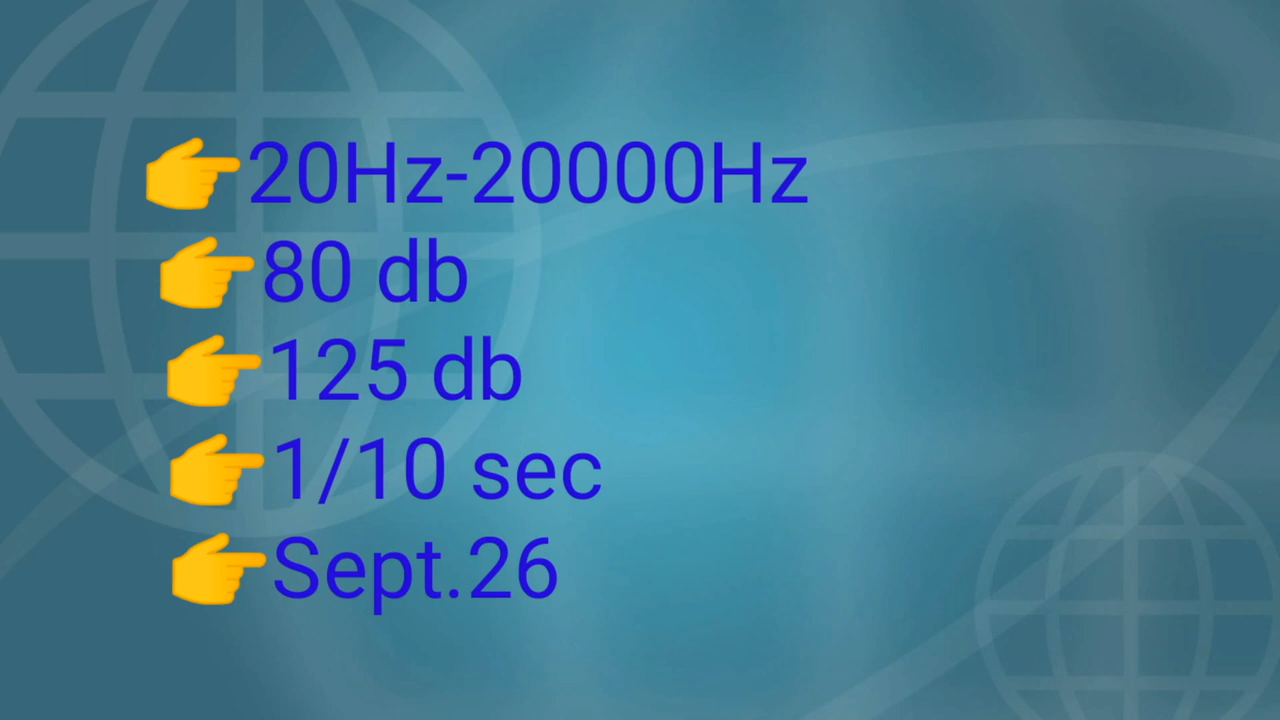 👉20Hz-20000Hz
👉80 db
👉125 db
👉1/10 sec
👉Sept.26